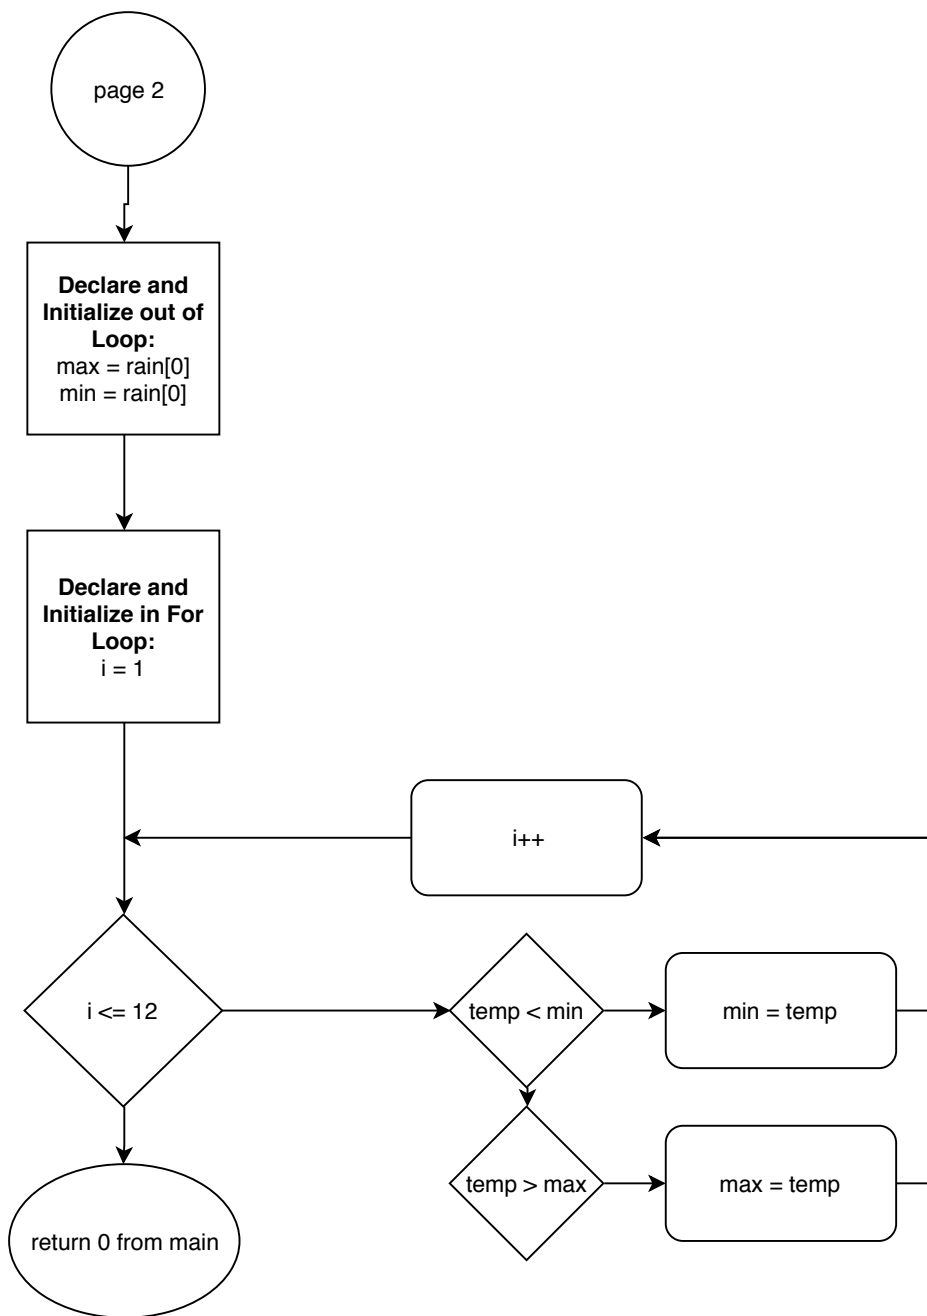 page 2
Declare and
Initialize out of
Loop:
max = rain[0]
min = rain[0]
Declare and
Initialize in For
Loop:
i = 1
i++
i <= 12
temp < min
min = temp
temp > max
max = temp
return 0 from main